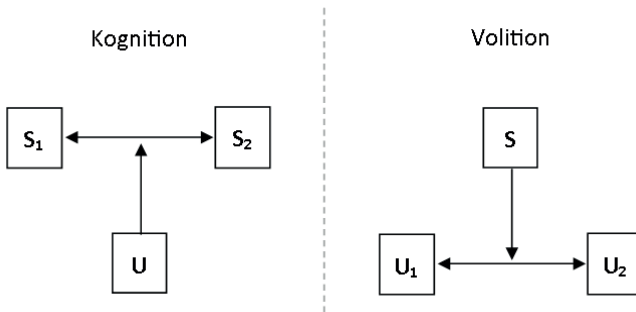 Kognition
Volition
S₁
S₂
S
U
U₁
U₂